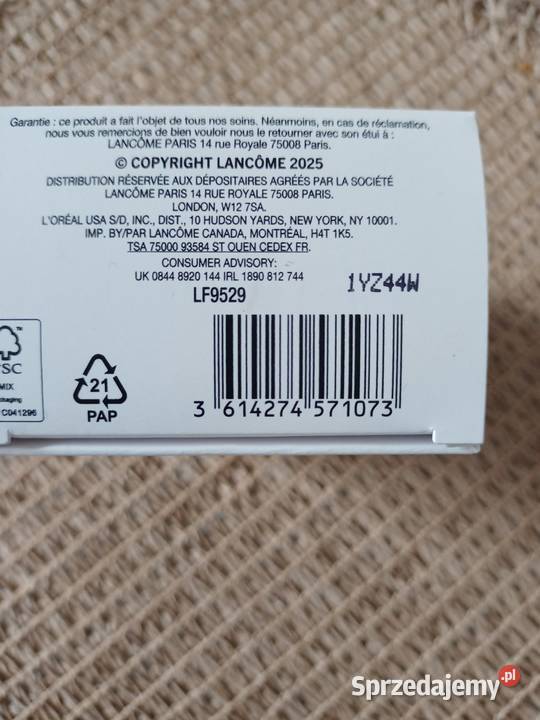 Garantie : ce produit a fait l'objet de tous nos soins. Néanmoins, en cas de réclamation,
nous vous remercions de bien vouloir nous le retourner avec son étui à :
LANCÔME PARIS 14 rue Royale 75008 Paris.
© COPYRIGHT LANCÔME 2025
DISTRIBUTION RÉSERVÉE AUX DÉPOSITAIRES AGRÉÉS PAR LA SOCIÉTÉ
LANCÔME PARIS 14 RUE ROYALE 75008 PARIS.
LONDON, W12 7SA.
L'ORÉAL USA S/D, INC., DIST., 10 HUDSON YARDS, NEW YORK, NY 10001.
IMP. BY/PAR LANCÔME CANADA, MONTRÉAL, H4T 1K5.
TSA 75000 93584 ST OUEN CEDEX FR.
CONSUMER ADVISORY:
UK 0844 8920 144 IRL 1890 812 744
1YZ44W
LF9529
SC
MIX
ckaging
C041296
21
PAP
3 614274 571073
Sprzedajemy.pl